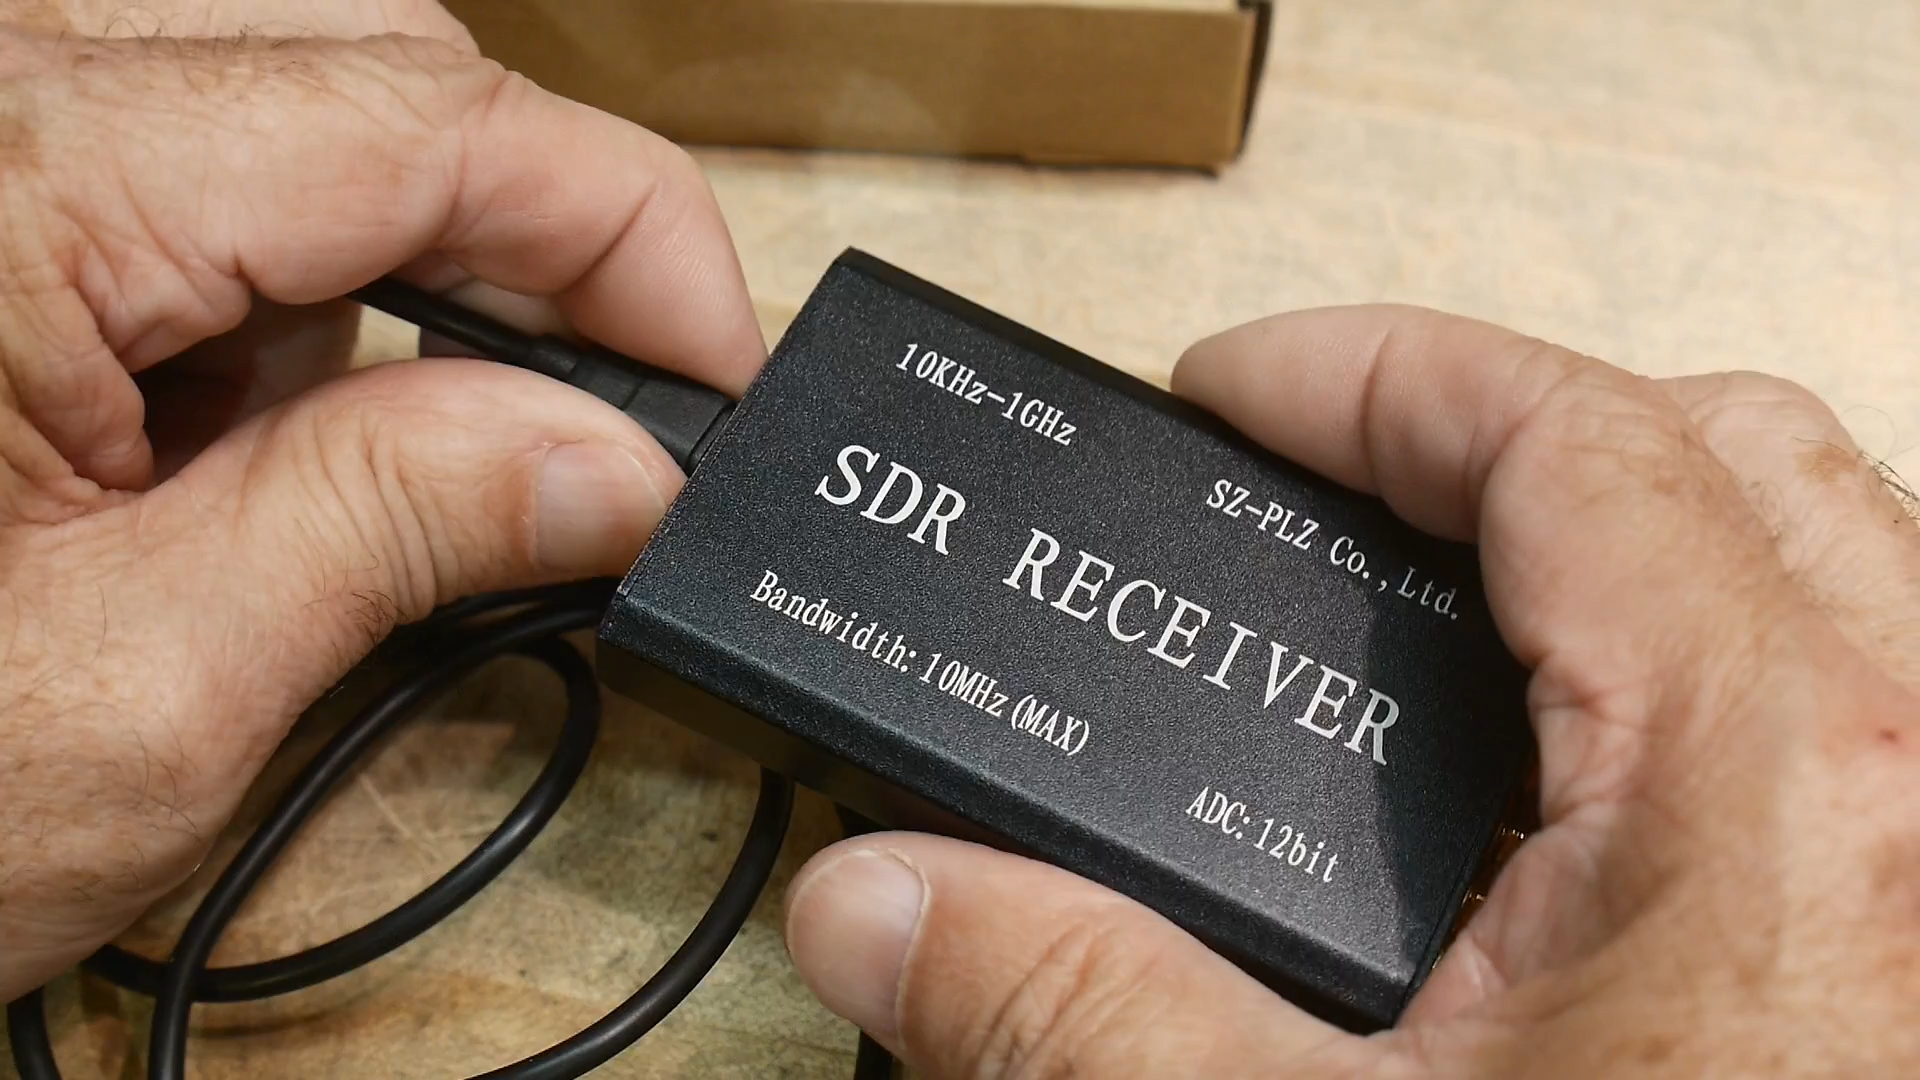 10KHz-1GHz
SZ-PLZ Co.,Ltd.
SDR RECEIVER
Bandwidth:10MHz(MAX)
ADC:12bit